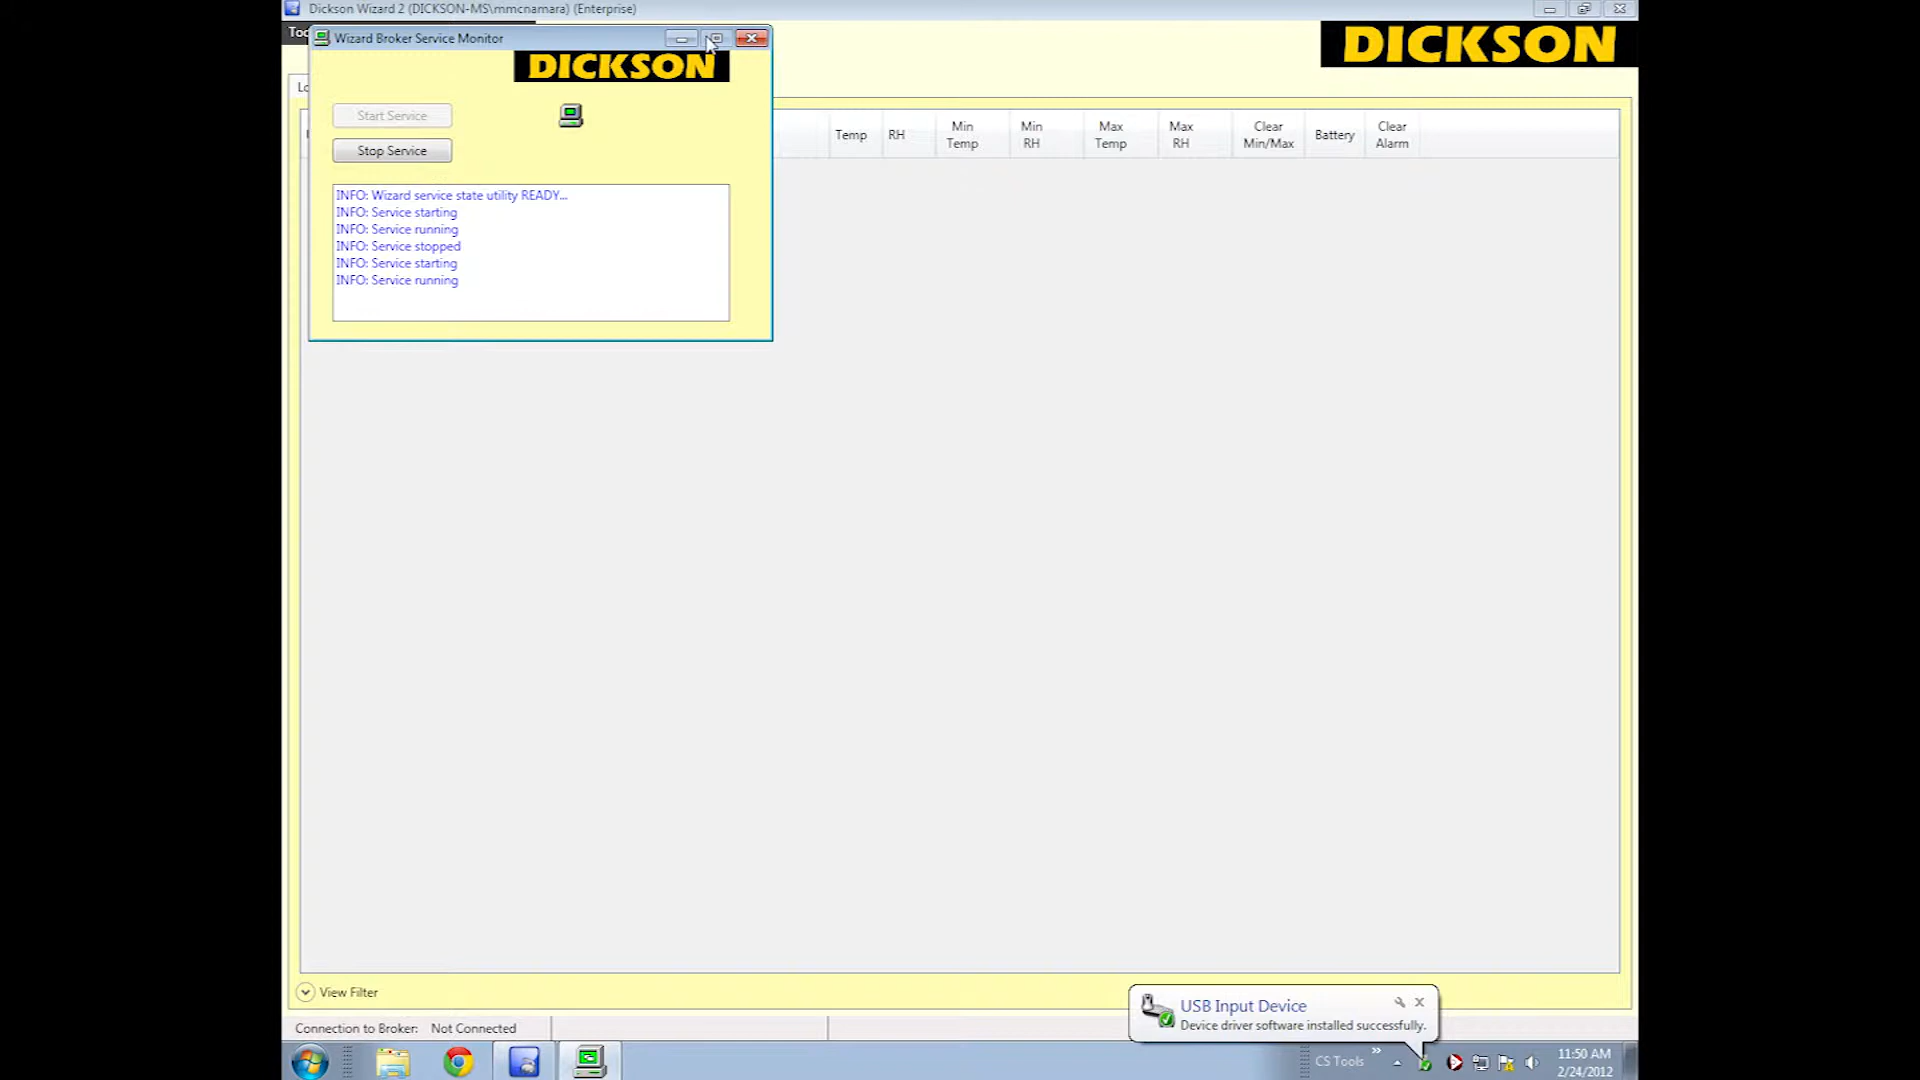 Dickson Wizard 2 (DICKSON-MS\mmcnamara) (Enterprise)
Wizard Broker Service Monitor
DICKSON
DICKSON
Start Service
Stop Service
Temp
RH
Min
Temp
Min
RH
Max
Temp
Max
RH
Clear
Min/Max
Battery
Clear
Alarm
INFO: Wizard service state utility READY...
INFO: Service starting
INFO: Service running
INFO: Service stopped
INFO: Service starting
INFO: Service running
View Filter
USB Input Device
Device driver software installed successfully.
Connection to Broker: Not Connected
CS Tools
11:50 AM
2/24/2012